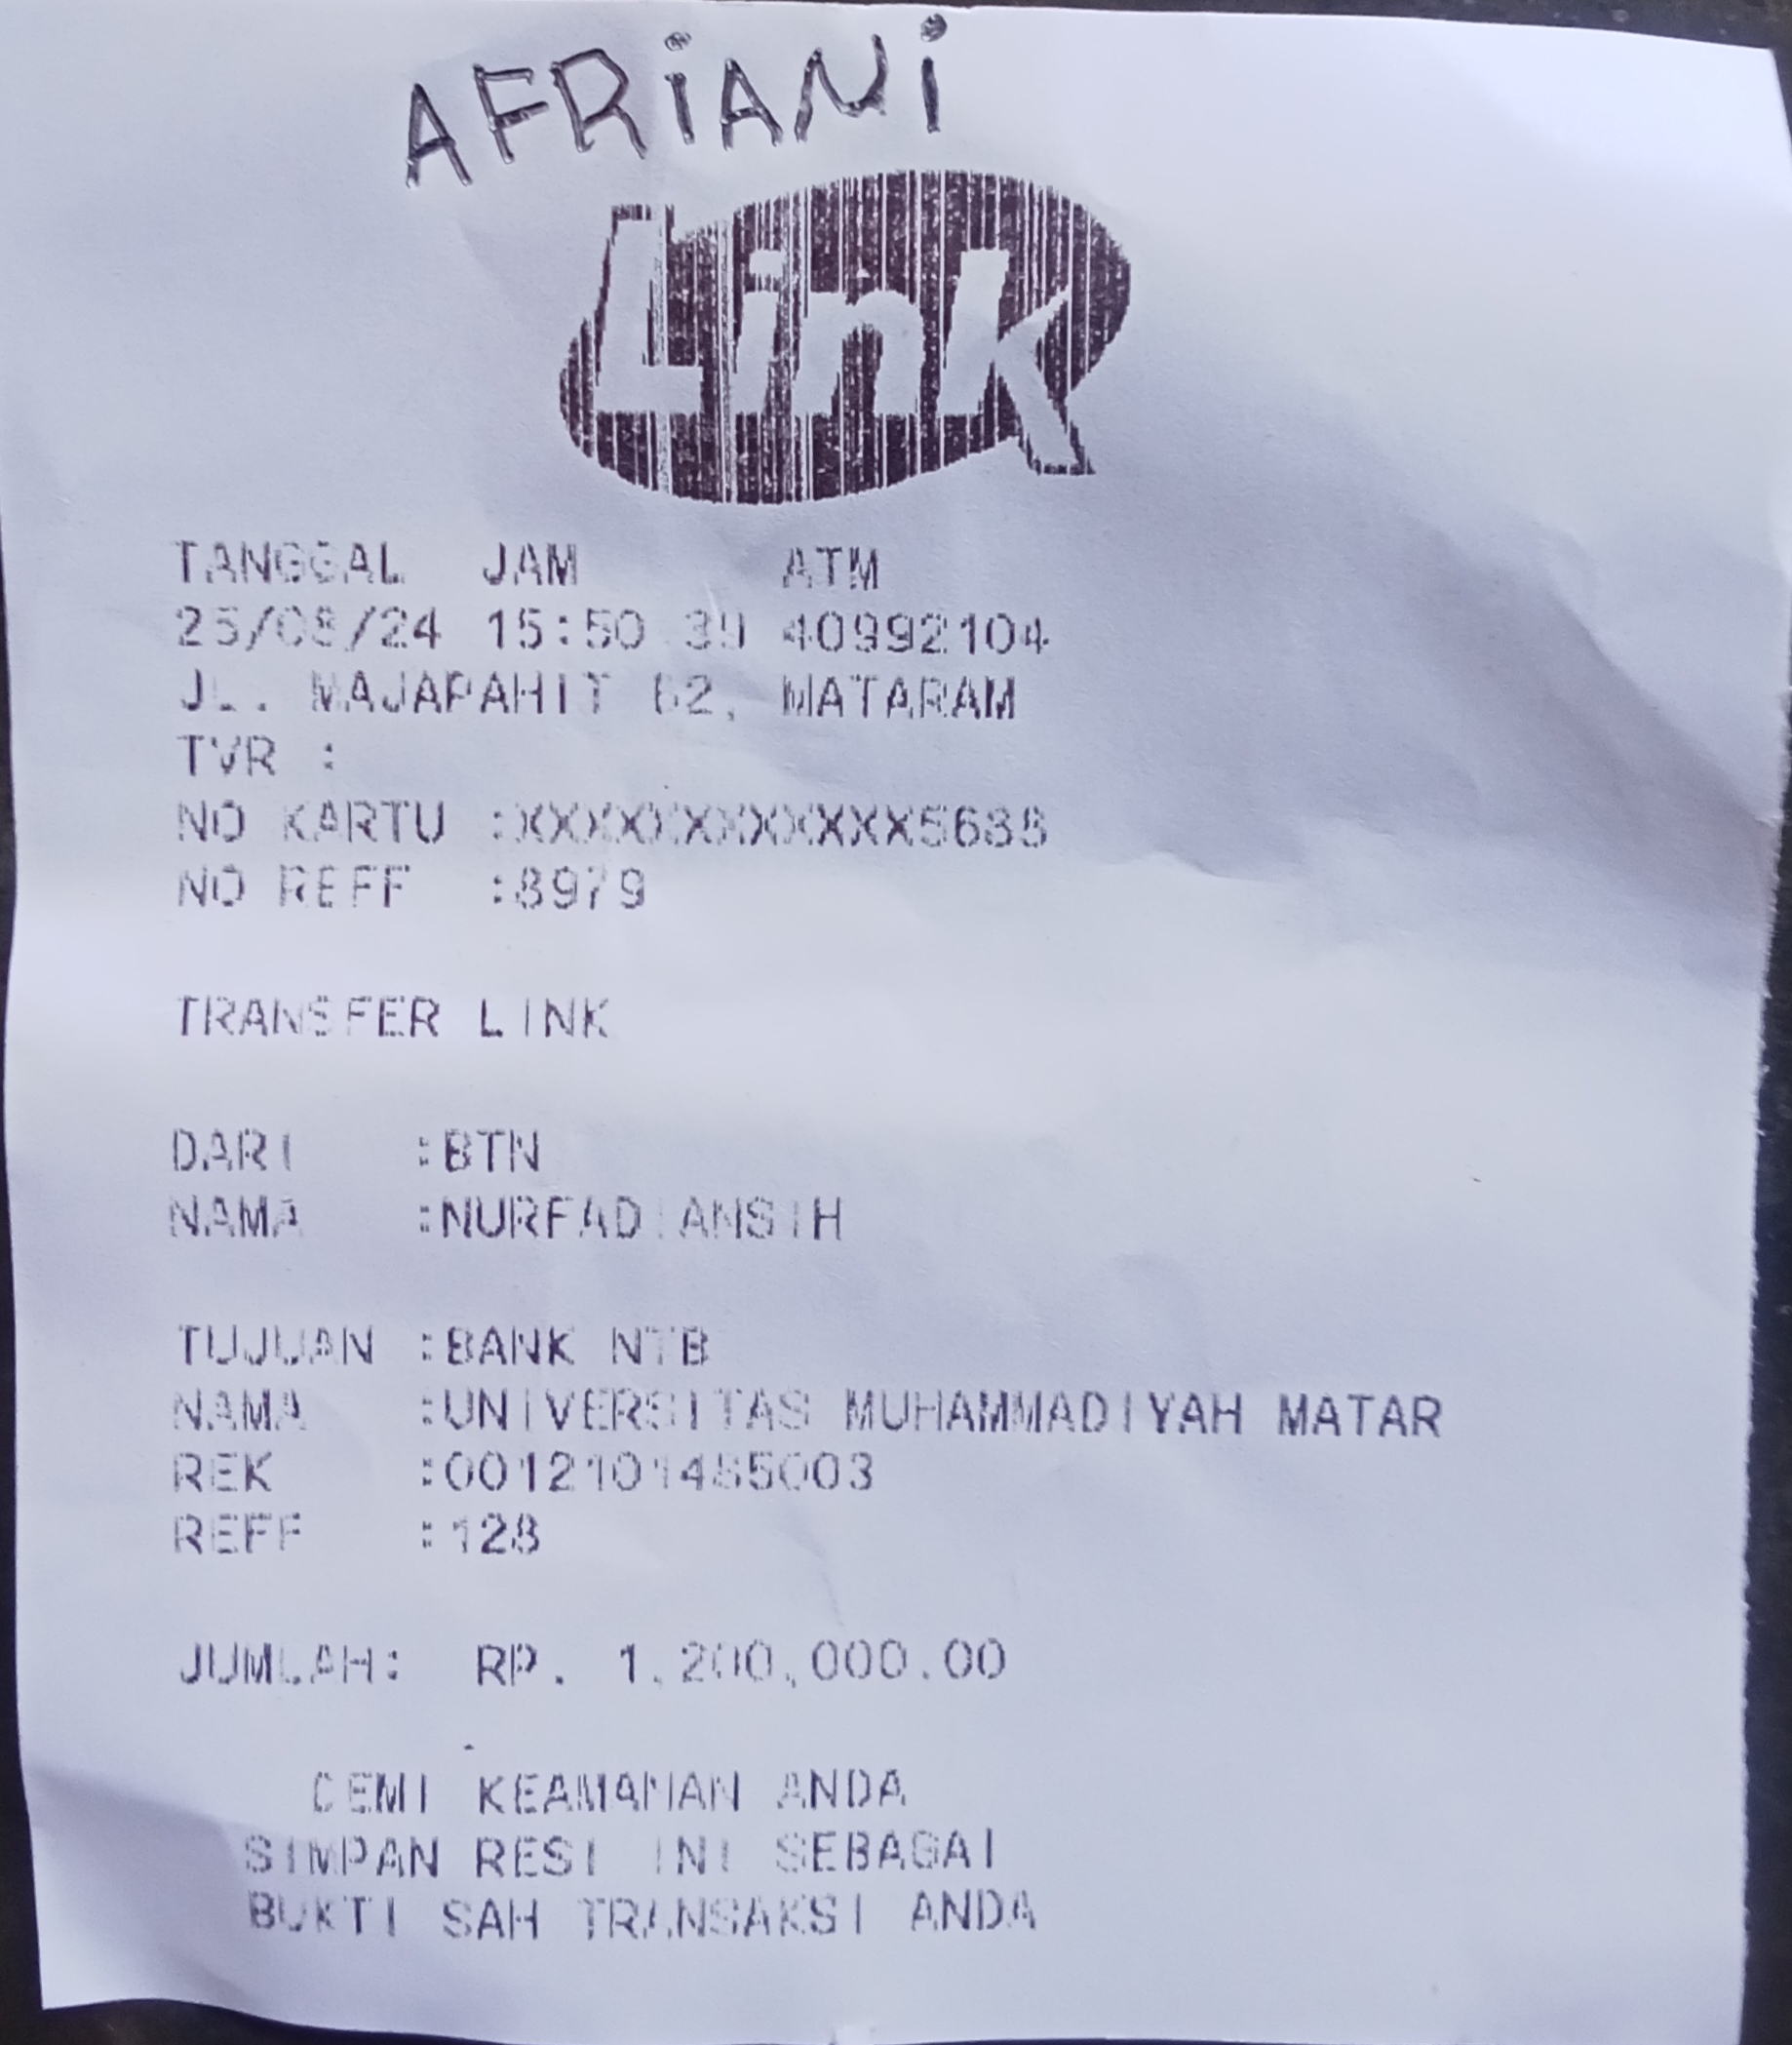 AFRIANI
Link
TANGGAL JAM ATM
25/08/24 15:50:39 40992104
JL. MAJAPAHIT 62, MATARAM
TVR :
NO KARTU :XXXXXXXXXXXX5688
NO REFF :8979
TRANSFER LINK
DARI :BTN
NAMA :NURFADIANSIH
TUJUAN :BANK NTB
NAMA :UNIVERSITAS MUHAMMADIYAH MATAR
REK :0012101485003
REFF :128
JUMLAH: RP. 1,200,000.00
DEMI KEAMANAN ANDA
SIMPAN RESI INI SEBAGAI
BUKTI SAH TRANSAKSI ANDA